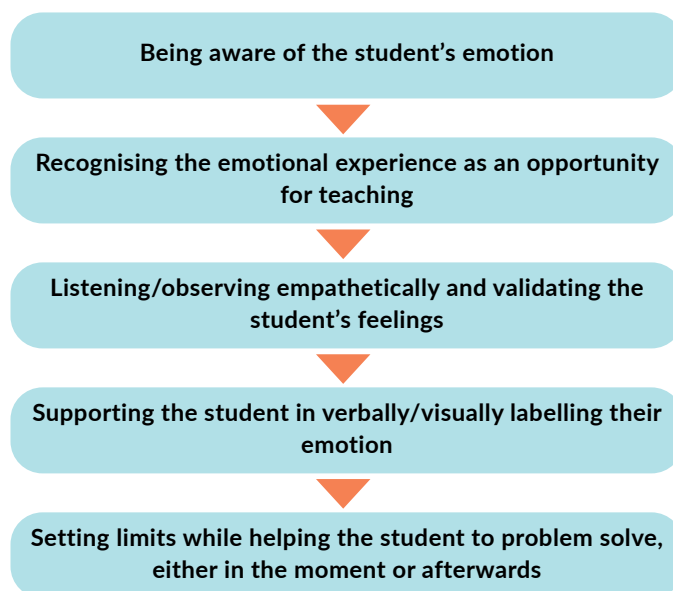 Being aware of the student’s emotion
Recognising the emotional experience as an opportunity
for teaching
Listening/observing empathetically and validating the
student’s feelings
Supporting the student in verbally/visually labelling their
emotion
Setting limits while helping the student to problem solve,
either in the moment or afterwards